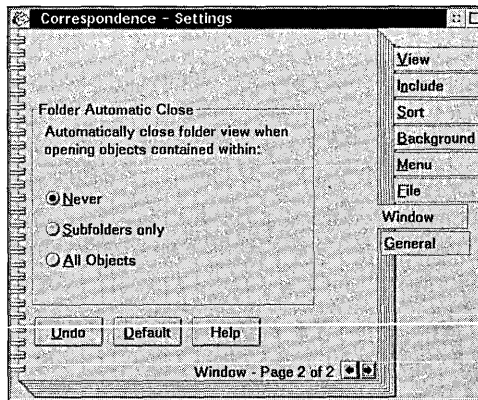 Correspondence - Settings
View
Include
Sort
Background
Menu
File
Window
General
Folder Automatic Close
Automatically close folder view when
opening objects contained within:
Never
Subfolders only
All Objects
Undo Default Help
Window - Page 2 of 2